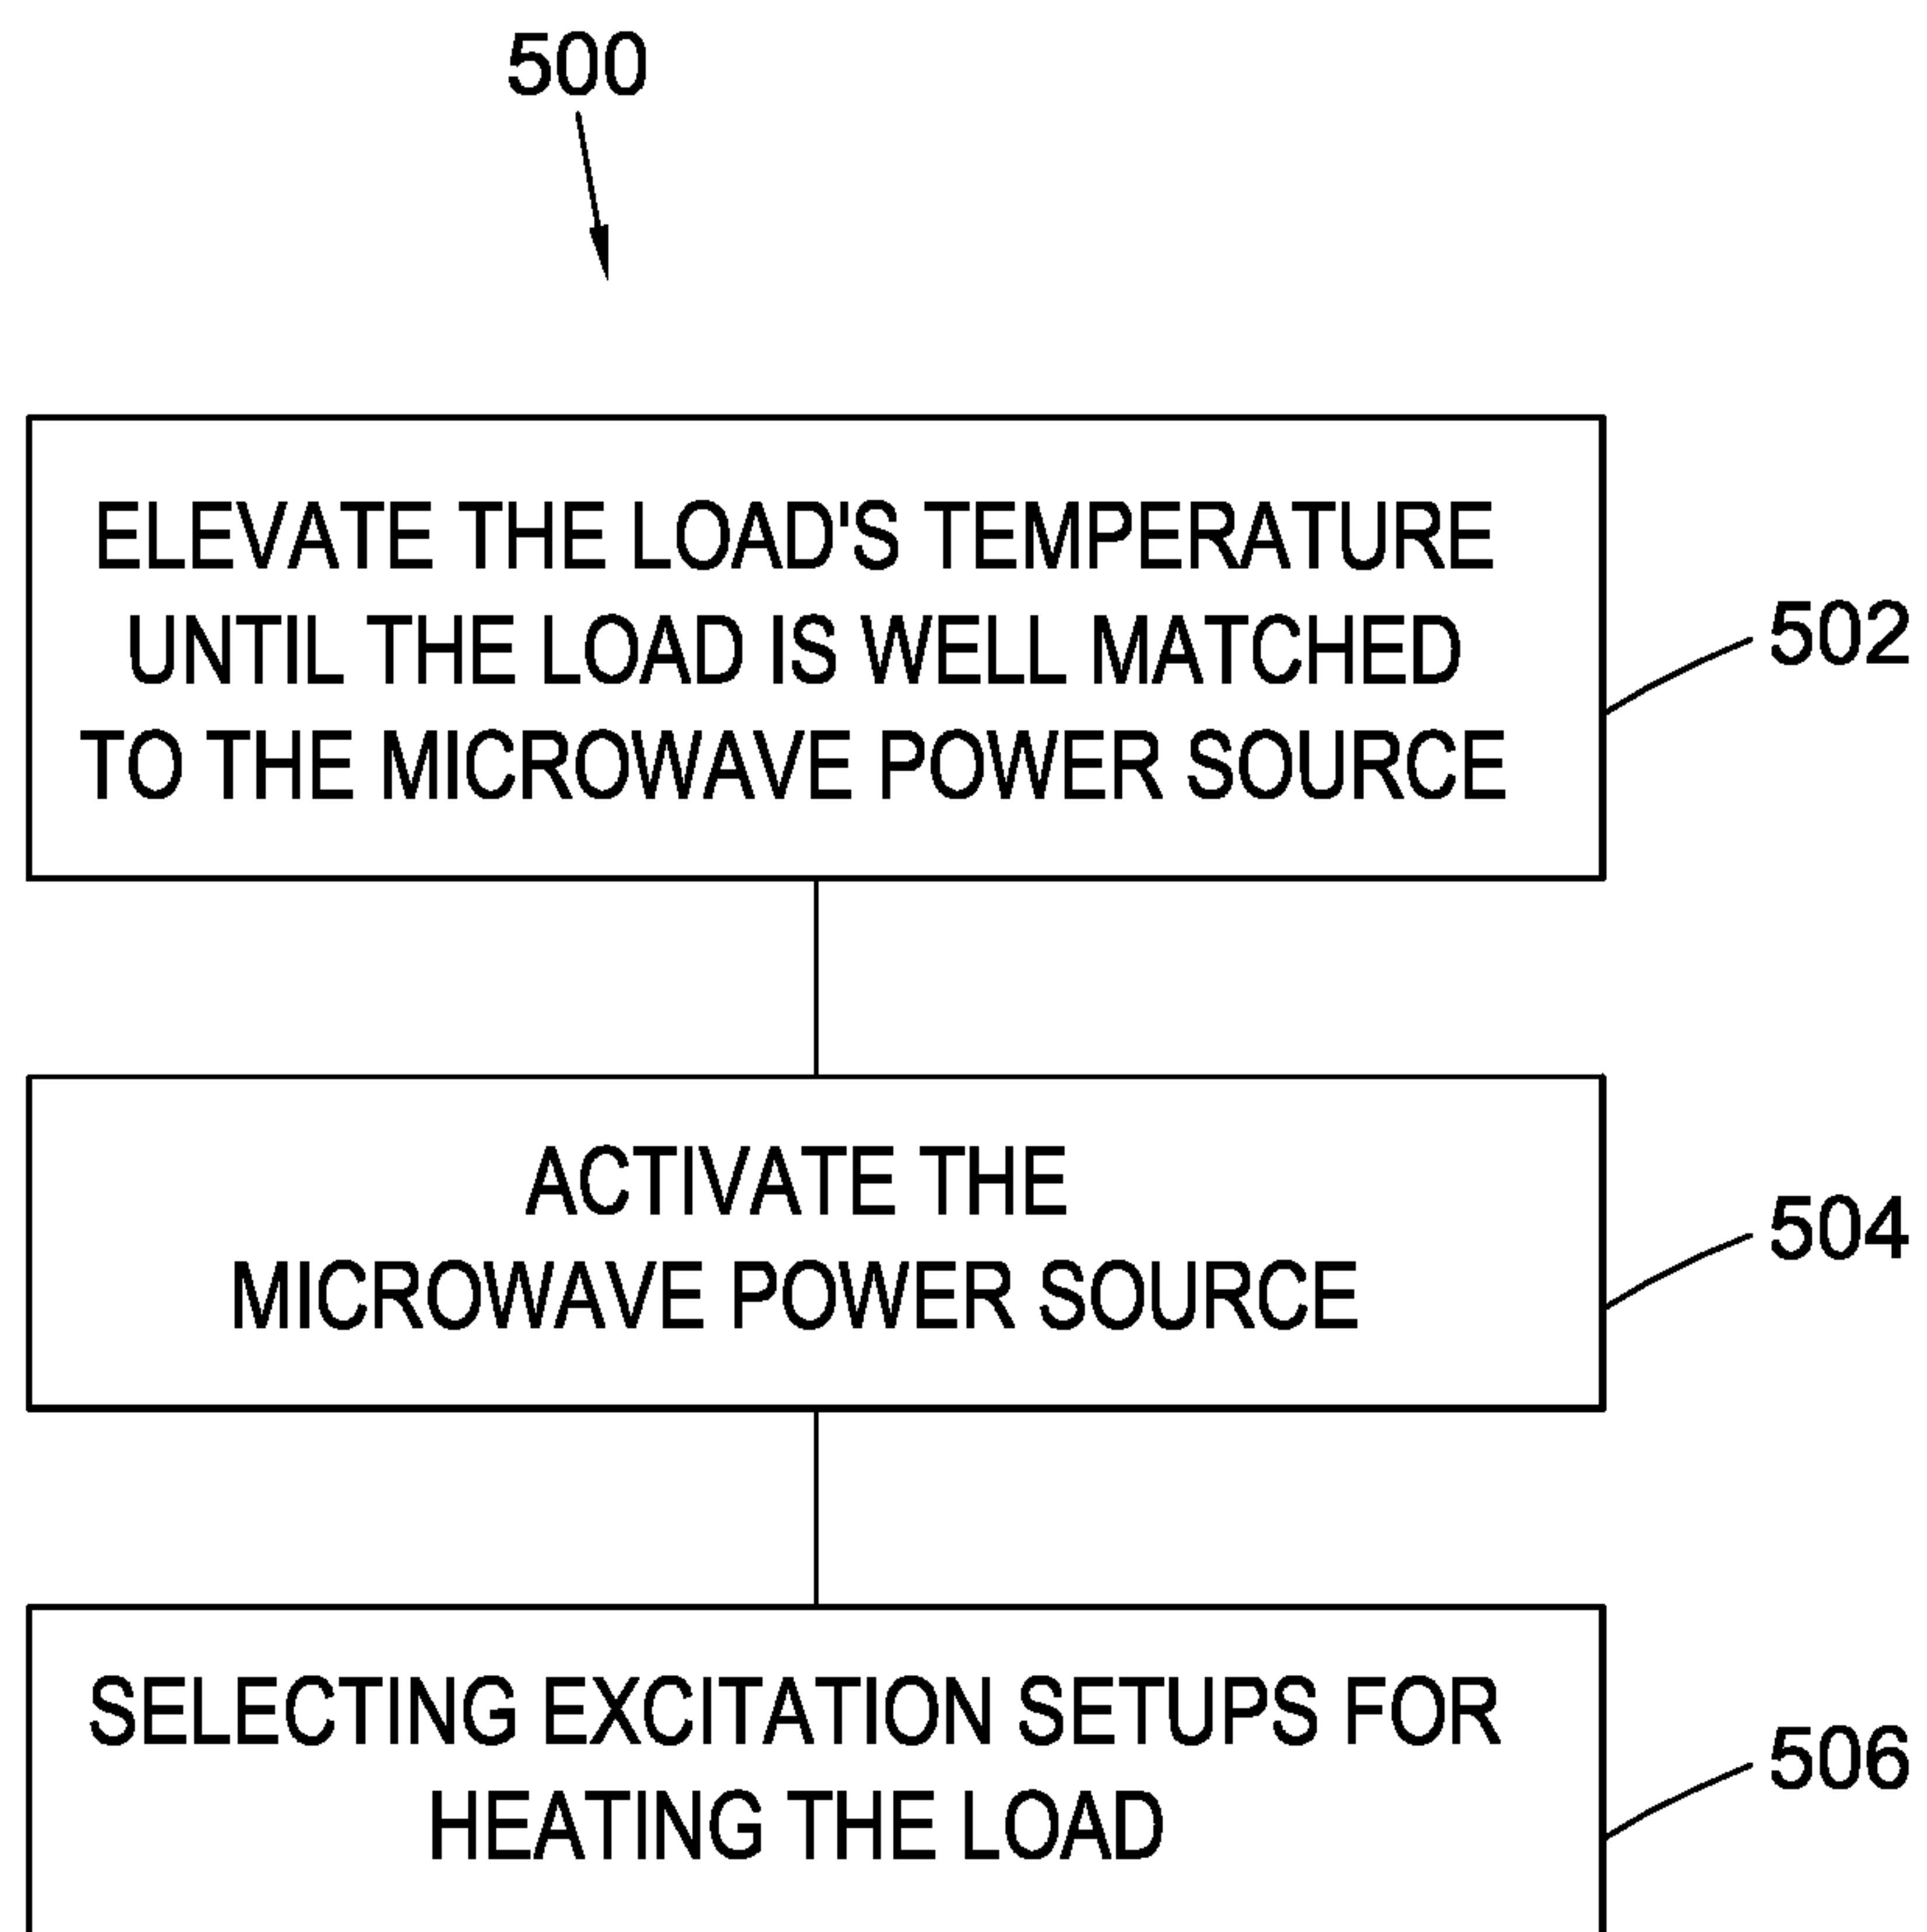 500
ELEVATE THE LOAD'S TEMPERATURE
UNTIL THE LOAD IS WELL MATCHED
TO THE MICROWAVE POWER SOURCE
502
ACTIVATE THE
MICROWAVE POWER SOURCE
504
SELECTING EXCITATION SETUPS FOR
HEATING THE LOAD
506